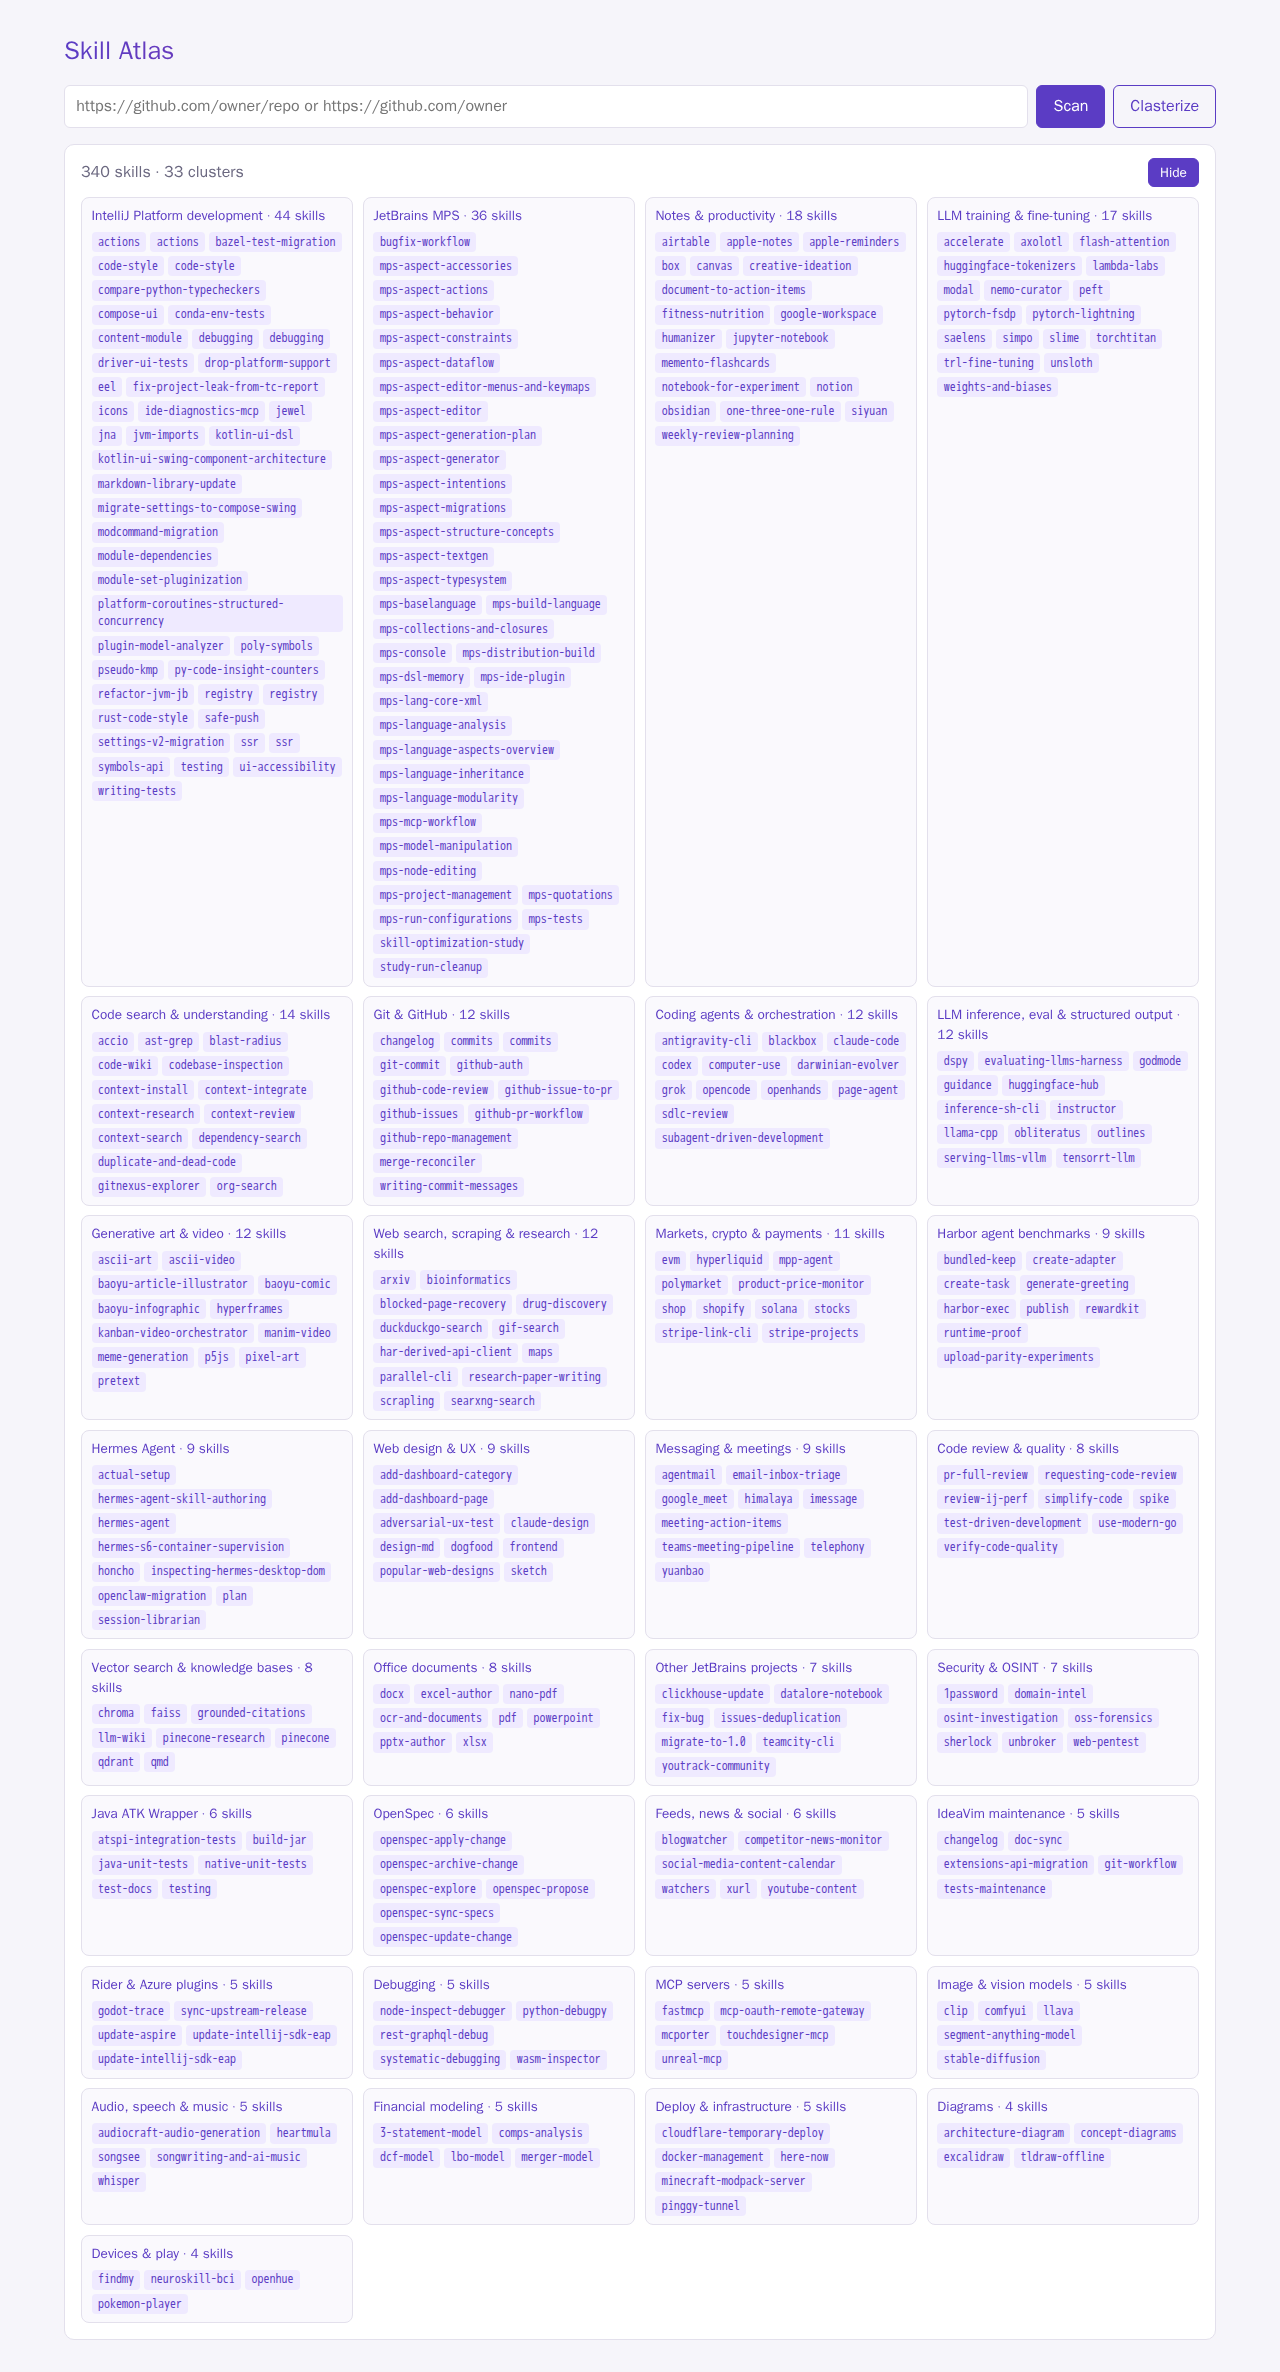 Skill Atlas
https://github.com/owner/repo or https://github.com/owner
Scan
Clasterize
340 skills · 33 clusters
Hide
IntelliJ Platform development · 44 skills
actions actions bazel-test-migration
code-style code-style
compare-python-typecheckers
compose-ui conda-env-tests
content-module debugging debugging
driver-ui-tests drop-platform-support
eel fix-project-leak-from-tc-report
icons ide-diagnostics-mcp jewel
jna jvm-imports kotlin-ui-dsl
kotlin-ui-swing-component-architecture
markdown-library-update
migrate-settings-to-compose-swing
modcommand-migration
module-dependencies
module-set-pluginization
platform-coroutines-structured-
concurrency
plugin-model-analyzer poly-symbols
pseudo-kmp py-code-insight-counters
refactor-jvm-jb registry registry
rust-code-style safe-push
settings-v2-migration ssr ssr
symbols-api testing ui-accessibility
writing-tests
JetBrains MPS · 36 skills
bugfix-workflow
mps-aspect-accessories
mps-aspect-actions
mps-aspect-behavior
mps-aspect-constraints
mps-aspect-dataflow
mps-aspect-editor-menus-and-keymaps
mps-aspect-editor
mps-aspect-generation-plan
mps-aspect-generator
mps-aspect-intentions
mps-aspect-migrations
mps-aspect-structure-concepts
mps-aspect-textgen
mps-aspect-typesystem
mps-baselanguage mps-build-language
mps-collections-and-closures
mps-console mps-distribution-build
mps-dsl-memory mps-ide-plugin
mps-lang-core-xml
mps-language-analysis
mps-language-aspects-overview
mps-language-inheritance
mps-language-modularity
mps-mcp-workflow
mps-model-manipulation
mps-node-editing
mps-project-management mps-quotations
mps-run-configurations mps-tests
skill-optimization-study
study-run-cleanup
Notes & productivity · 18 skills
airtable apple-notes apple-reminders
box canvas creative-ideation
document-to-action-items
fitness-nutrition google-workspace
humanizer jupyter-notebook
memento-flashcards
notebook-for-experiment notion
obsidian one-three-one-rule siyuan
weekly-review-planning
LLM training & fine-tuning · 17 skills
accelerate axolotl flash-attention
huggingface-tokenizers lambda-labs
modal nemo-curator peft
pytorch-fsdp pytorch-lightning
saelens simpo slime torchtitan
trl-fine-tuning unsloth
weights-and-biases
Code search & understanding · 14 skills
accio ast-grep blast-radius
code-wiki codebase-inspection
context-install context-integrate
context-research context-review
context-search dependency-search
duplicate-and-dead-code
gitnexus-explorer org-search
Git & GitHub · 12 skills
changelog commits commits
git-commit github-auth
github-code-review github-issue-to-pr
github-issues github-pr-workflow
github-repo-management
merge-reconciler
writing-commit-messages
Coding agents & orchestration · 12 skills
antigravity-cli blackbox claude-code
codex computer-use darwinian-evolver
grok opencode openhands page-agent
sdlc-review
subagent-driven-development
LLM inference, eval & structured output ·
12 skills
dspy evaluating-llms-harness godmode
guidance huggingface-hub
inference-sh-cli instructor
llama-cpp obliteratus outlines
serving-llms-vllm tensorrt-llm
Generative art & video · 12 skills
ascii-art ascii-video
baoyu-article-illustrator baoyu-comic
baoyu-infographic hyperframes
kanban-video-orchestrator manim-video
meme-generation p5js pixel-art
pretext
Web search, scraping & research · 12
skills
arxiv bioinformatics
blocked-page-recovery drug-discovery
duckduckgo-search gif-search
har-derived-api-client maps
parallel-cli research-paper-writing
scrapling searxng-search
Markets, crypto & payments · 11 skills
evm hyperliquid mpp-agent
polymarket product-price-monitor
shop shopify solana stocks
stripe-link-cli stripe-projects
Harbor agent benchmarks · 9 skills
bundled-keep create-adapter
create-task generate-greeting
harbor-exec publish rewardkit
runtime-proof
upload-parity-experiments
Hermes Agent · 9 skills
actual-setup
hermes-agent-skill-authoring
hermes-agent
hermes-s6-container-supervision
honcho inspecting-hermes-desktop-dom
openclaw-migration plan
session-librarian
Web design & UX · 9 skills
add-dashboard-category
add-dashboard-page
adversarial-ux-test claude-design
design-md dogfood frontend
popular-web-designs sketch
Messaging & meetings · 9 skills
agentmail email-inbox-triage
google_meet himalaya imessage
meeting-action-items
teams-meeting-pipeline telephony
yuanbao
Code review & quality · 8 skills
pr-full-review requesting-code-review
review-ij-perf simplify-code spike
test-driven-development use-modern-go
verify-code-quality
Vector search & knowledge bases · 8
skills
chroma faiss grounded-citations
llm-wiki pinecone-research pinecone
qdrant qmd
Office documents · 8 skills
docx excel-author nano-pdf
ocr-and-documents pdf powerpoint
pptx-author xlsx
Other JetBrains projects · 7 skills
clickhouse-update datalore-notebook
fix-bug issues-deduplication
migrate-to-1.0 teamcity-cli
youtrack-community
Security & OSINT · 7 skills
1password domain-intel
osint-investigation oss-forensics
sherlock unbroker web-pentest
Java ATK Wrapper · 6 skills
atspi-integration-tests build-jar
java-unit-tests native-unit-tests
test-docs testing
OpenSpec · 6 skills
openspec-apply-change
openspec-archive-change
openspec-explore openspec-propose
openspec-sync-specs
openspec-update-change
Feeds, news & social · 6 skills
blogwatcher competitor-news-monitor
social-media-content-calendar
watchers xurl youtube-content
IdeaVim maintenance · 5 skills
changelog doc-sync
extensions-api-migration git-workflow
tests-maintenance
Rider & Azure plugins · 5 skills
godot-trace sync-upstream-release
update-aspire update-intellij-sdk-eap
update-intellij-sdk-eap
Debugging · 5 skills
node-inspect-debugger python-debugpy
rest-graphql-debug
systematic-debugging wasm-inspector
MCP servers · 5 skills
fastmcp mcp-oauth-remote-gateway
mcporter touchdesigner-mcp
unreal-mcp
Image & vision models · 5 skills
clip comfyui llava
segment-anything-model
stable-diffusion
Audio, speech & music · 5 skills
audiocraft-audio-generation heartmula
songsee songwriting-and-ai-music
whisper
Financial modeling · 5 skills
3-statement-model comps-analysis
dcf-model lbo-model merger-model
Deploy & infrastructure · 5 skills
cloudflare-temporary-deploy
docker-management here-now
minecraft-modpack-server
pinggy-tunnel
Diagrams · 4 skills
architecture-diagram concept-diagrams
excalidraw tldraw-offline
Devices & play · 4 skills
findmy neuroskill-bci openhue
pokemon-player